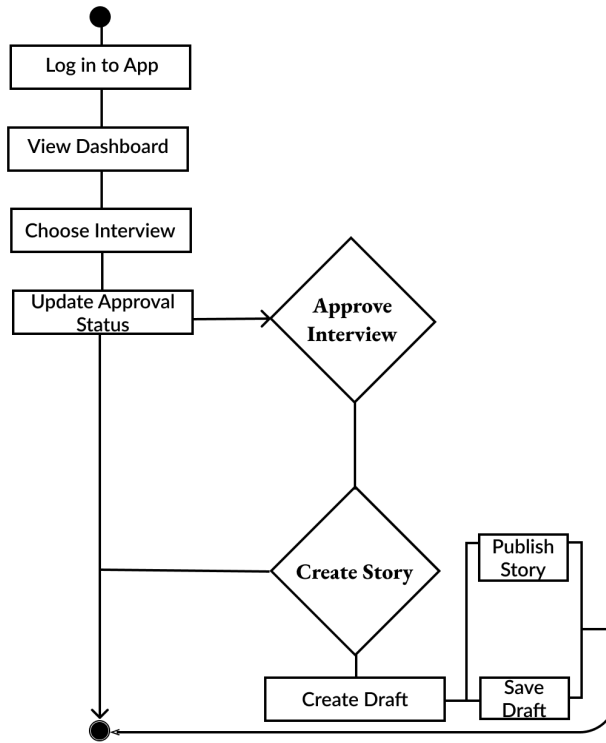 Log in to App
View Dashboard
Choose Interview
Update Approval
Status
Approve
Interview
Create Story
Publish
Story
Create Draft
Save
Draft